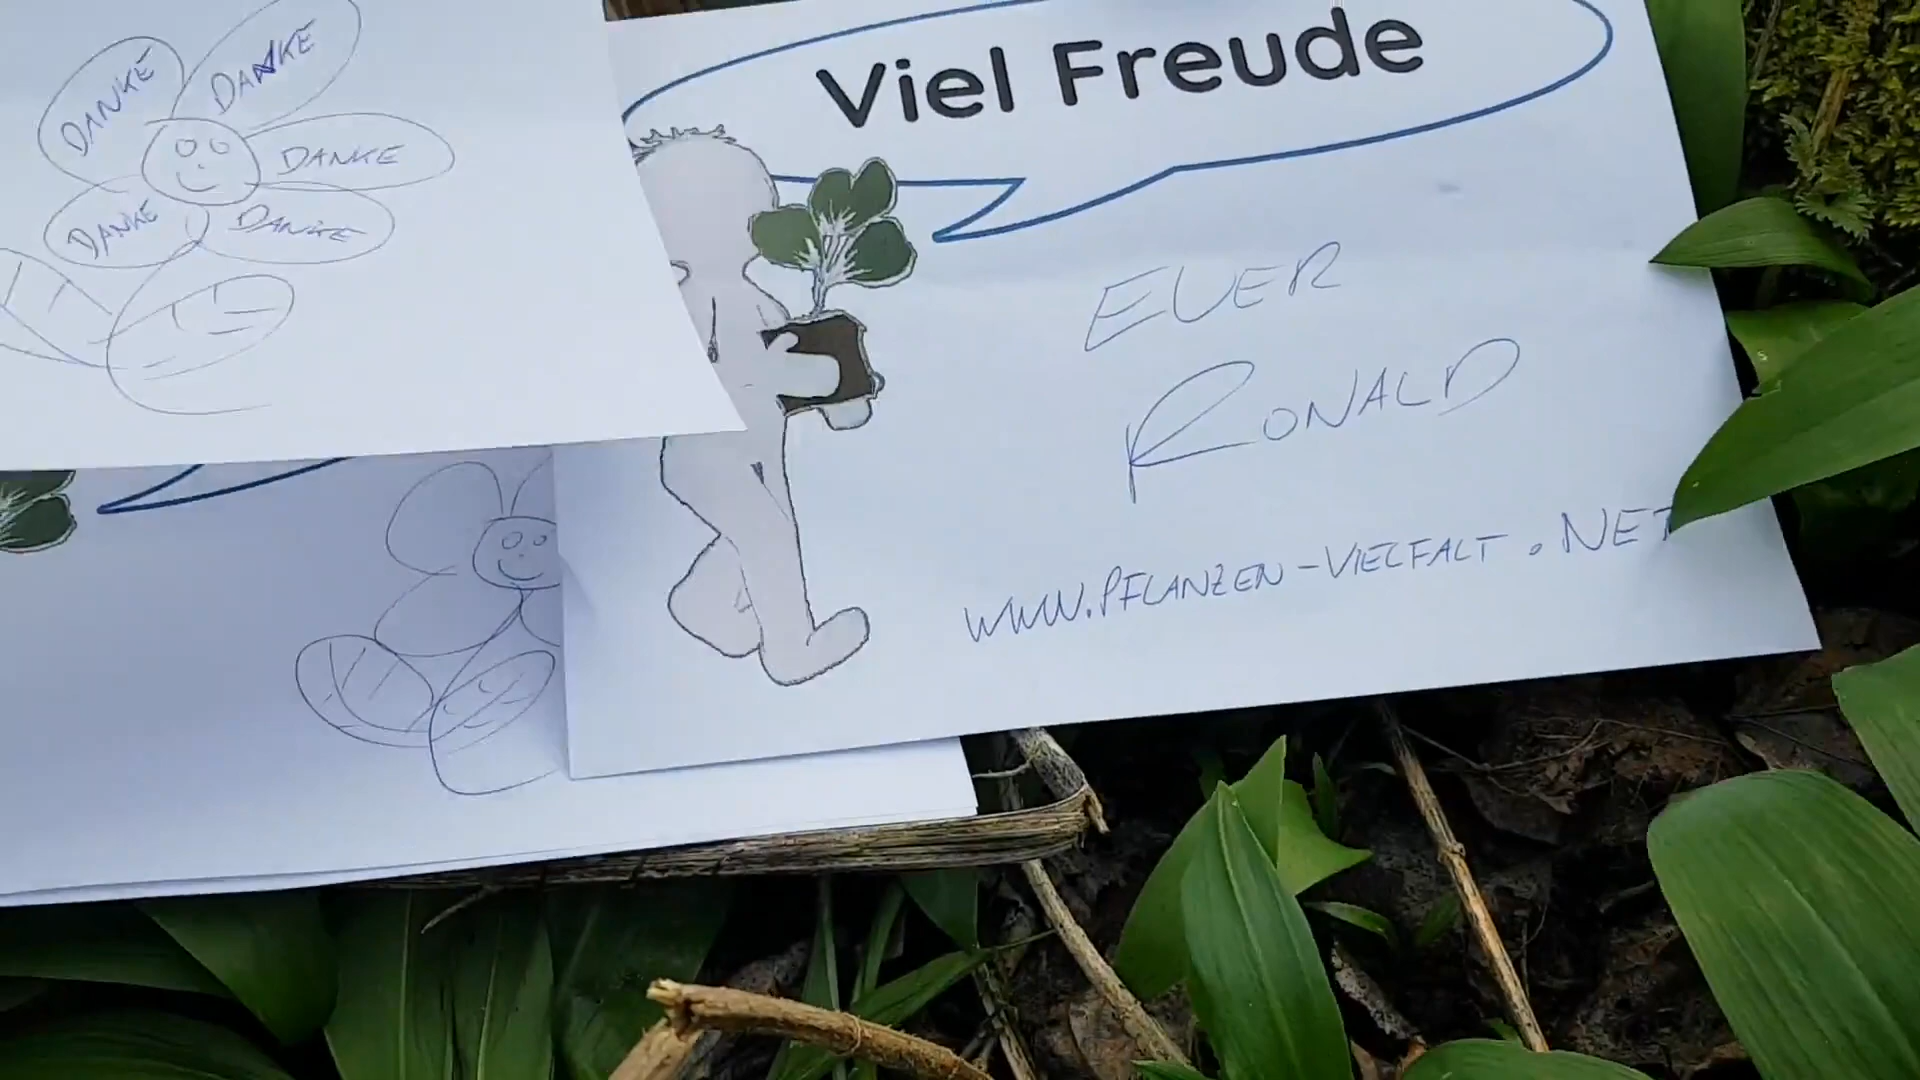 DANKE
DANKE
DANKE
DANKE
DANKE
Viel Freude
EUER
RONALD
WWW.PFLANZEN-VIELFALT.NET